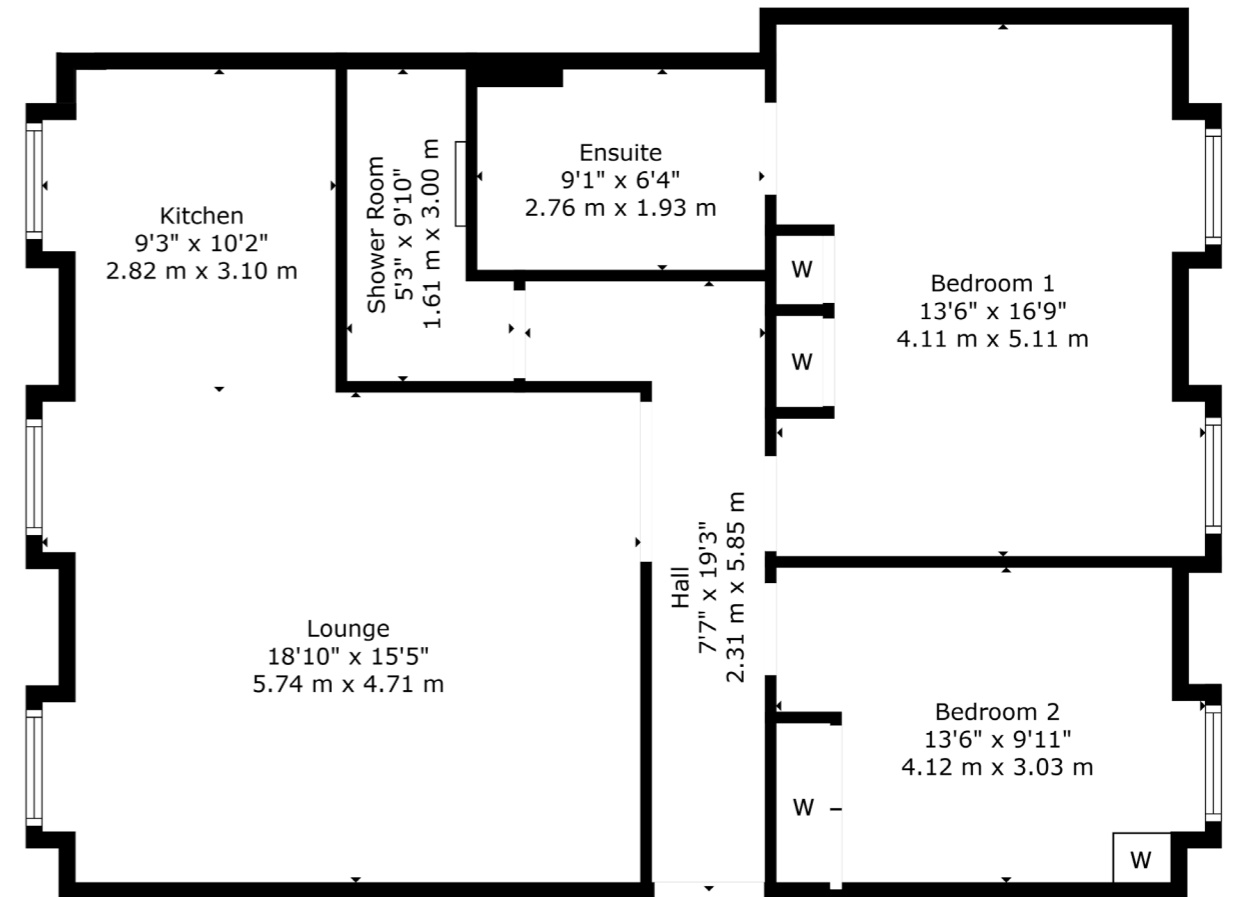 Kitchen
9'3" x 10'2"
2.82 m x 3.10 m
Shower Room
5'3" x 9'10"
1.61 m x 3.00 m
Ensuite
9'1" x 6'4"
2.76 m x 1.93 m
W
W
Bedroom 1
13'6" x 16'9"
4.11 m x 5.11 m
Lounge
18'10" x 15'5"
5.74 m x 4.71 m
Hall
7'7" x 19'3"
2.31 m x 5.85 m
Bedroom 2
13'6" x 9'11"
4.12 m x 3.03 m
W
W